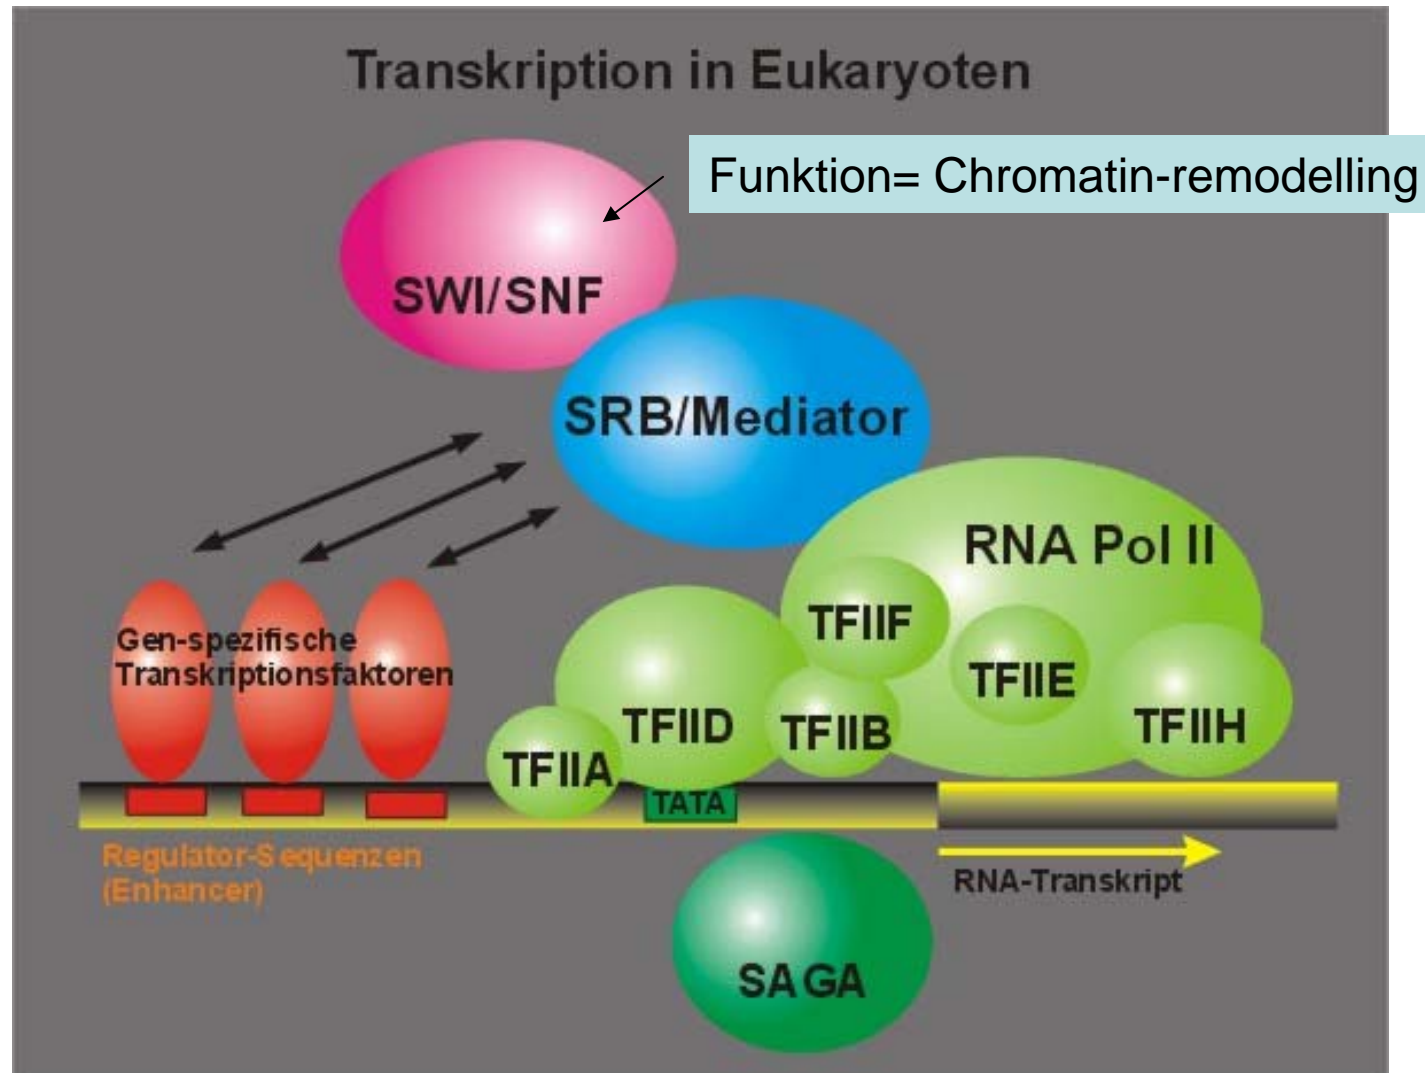 Transkription in Eukaryoten
Funktion= Chromatin-remodelling
SWI/SNF
SRB/Mediator
RNA Pol II
TFIIF
Gen-spezifische
Transkriptionsfaktoren
TFIIE
TFIID
TFIIB
TFIIH
TFIIA
TATA
Regulator-Sequenzen
(Enhancer)
RNA-Transkript
SAGA